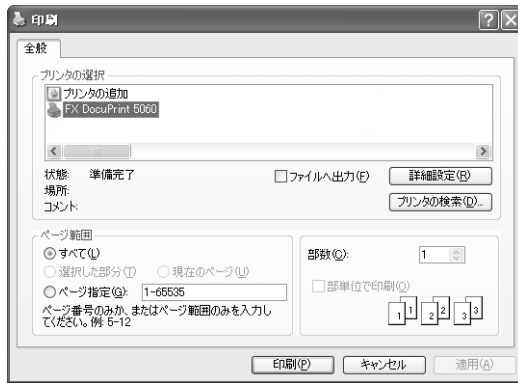 印刷
全般
プリンタの選択
プリンタの追加
FX DocuPrint 5060
状態: 準備完了
ファイルへ出力(F)
詳細設定(R)
場所:
コメント:
プリンタの検索(D)...
ページ範囲
すべて(L)
選択した部分(T)
現在のページ(U)
ページ指定(G):
1-65535
ページ番号のみか、またはページ範囲のみを入力し
てください。例: 5-12
部数(C):
1
部単位で印刷(O)
1 1 2 2 3 3
印刷(P)
キャンセル
適用(A)